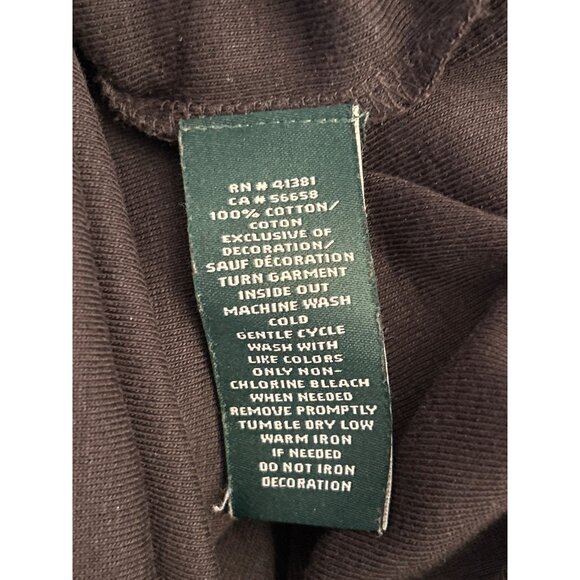 RN # 41381
CA # 56658
100% COTTON/
COTON
EXCLUSIVE OF
DECORATION/
SAUF DÉCORATION
TURN GARMENT
INSIDE OUT
MACHINE WASH
COLD
GENTLE CYCLE
WASH WITH
LIKE COLORS
ONLY NON-
CHLORINE BLEACH
WHEN NEEDED
REMOVE PROMPTLY
TUMBLE DRY LOW
WARM IRON
IF NEEDED
DO NOT IRON
DECORATION